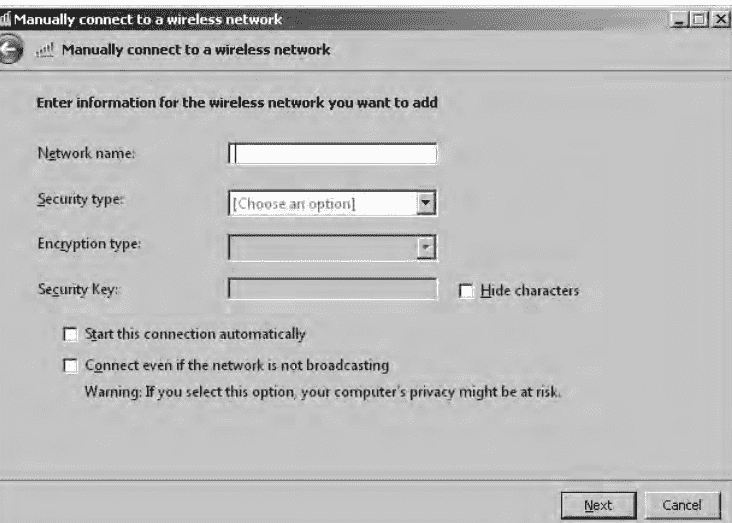 Manually connect to a wireless network
Manually connect to a wireless network
Enter information for the wireless network you want to add
Network name:
Security type:
[Choose an option]
Encryption type:
Security Key:
Hide characters
Start this connection automatically
Connect even if the network is not broadcasting
Warning: If you select this option, your computer's privacy might be at risk.
Next
Cancel